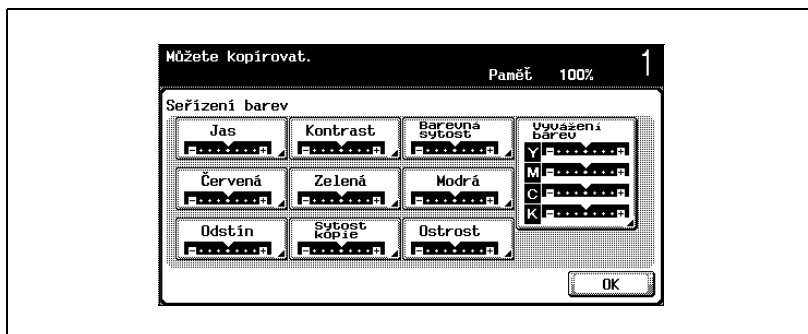 Můžete kopírovat.
1
Paměť 100%
Seřízení barev
Jas
Kontrast
Barevná
sytost
Vyvážení
barev
Y
M
C
K
Červená
Zelená
Modrá
Odstín
Sytost
kopie
Ostrost
OK